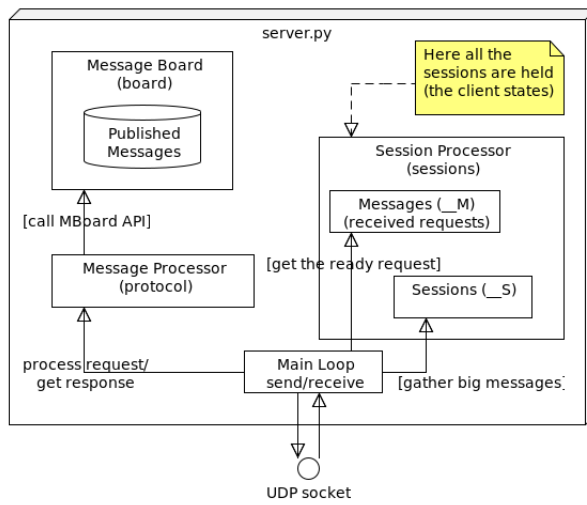 server.py
Message Board
(board)
Published
Messages
Here all the
sessions are held
(the client states)
Session Processor
(sessions)
Messages (__M)
(received requests)
[call MBoard API]
Message Processor
(protocol)
[get the ready request]
Sessions (__S)
process request/
get response
Main Loop
send/receive
[gather big messages]
UDP socket